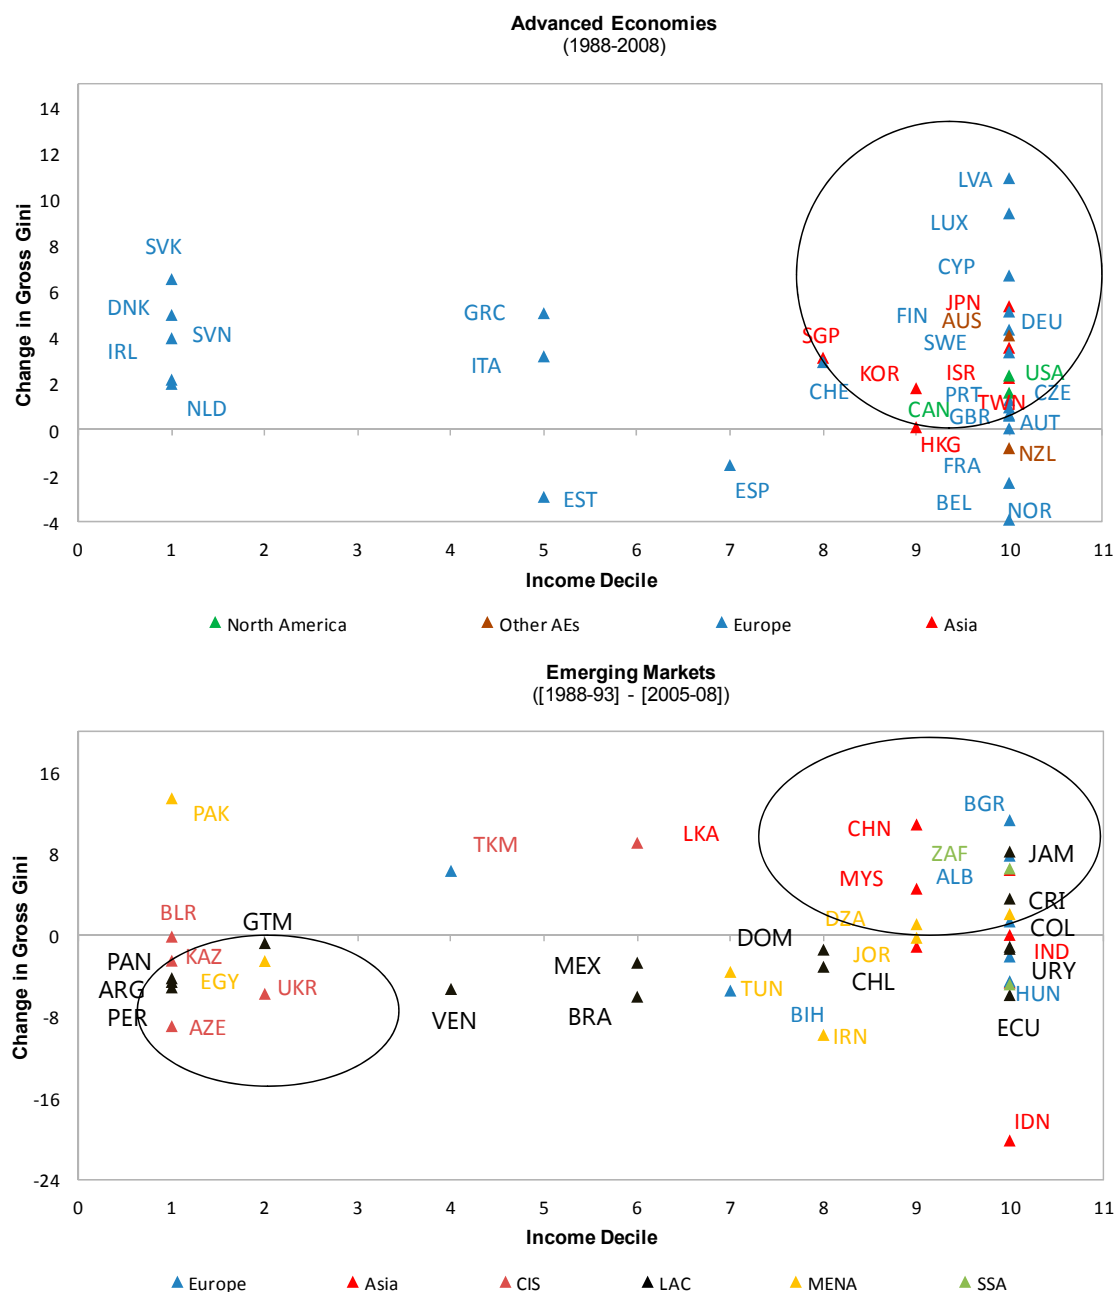 Advanced Economies
(1988-2008)
Change in Gross Gini
14
12
10
8
6
4
2
0
-2
-4
LVA
LUX
SVK
CYP
DNK
JPN
GRC
FIN
AUS
DEU
SVN
SGP
SWE
IRL
ITA
KOR
ISR
USA
CHE
PRT
TWN
CZE
NLD
CAN
GBR
AUT
HKG
NZL
FRA
ESP
EST
BEL
NOR
0 1 2 3 4 5 6 7 8 9 10 11
Income Decile
North America Other AEs Europe Asia
Emerging Markets
([1988-93] - [2005-08])
Change in Gross Gini
16
8
0
-8
-16
-24
PAK
BGR
CHN
LKA
TKM
ZAF
JAM
MYS
ALB
BLR
CRI
GTM
DZA
COL
DOM
PAN
KAZ
MEX
JOR
IND
EGY
CHL
URY
ARG
UKR
TUN
HUN
PER
AZE
VEN
BRA
BIH
IRN
ECU
IDN
0 1 2 3 4 5 6 7 8 9 10 11
Income Decile
Europe Asia CIS LAC MENA SSA